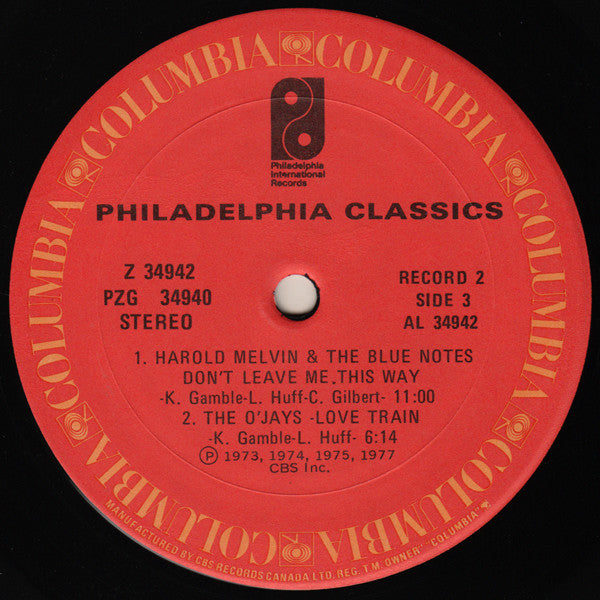 COLUMBIA COLUMBIA COLUMBIA COLUMBIA COLUMBIA COLUMBIA
Philadelphia
International
Records
PHILADELPHIA CLASSICS
Z 34942
PZG 34940
STEREO
RECORD 2
SIDE 3
AL 34942
1. HAROLD MELVIN & THE BLUE NOTES
DON'T LEAVE ME THIS WAY
-K. Gamble-L. Huff-C. Gilbert- 11:00
2. THE O'JAYS -LOVE TRAIN
-K. Gamble-L. Huff- 6:14
Ⓟ 1973, 1974, 1975, 1977
CBS Inc.
MANUFACTURED BY CBS RECORDS CANADA LTD. REG. T.M. OWNER "COLUMBIA"